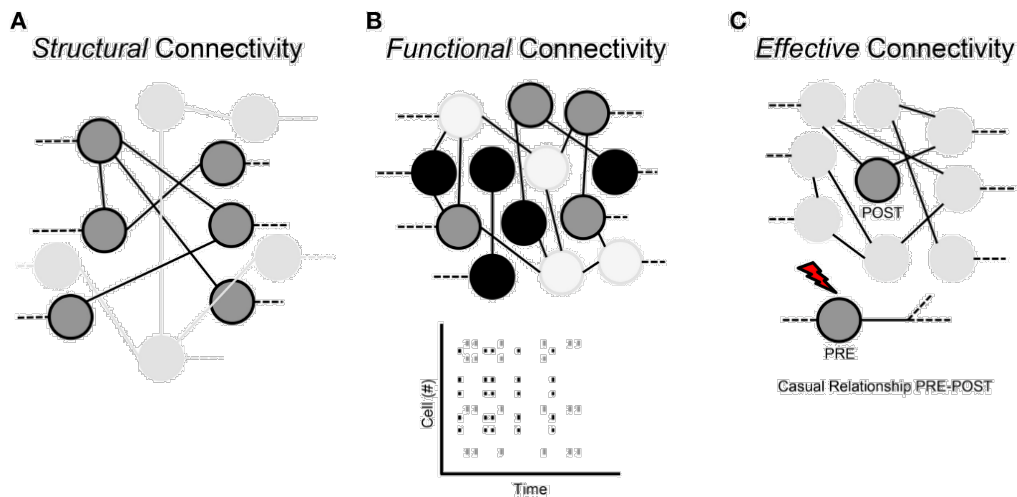 A
Structural Connectivity
B
Functional Connectivity
Cell (#)
Time
C
Effective Connectivity
POST
PRE
Casual Relationship PRE-POST